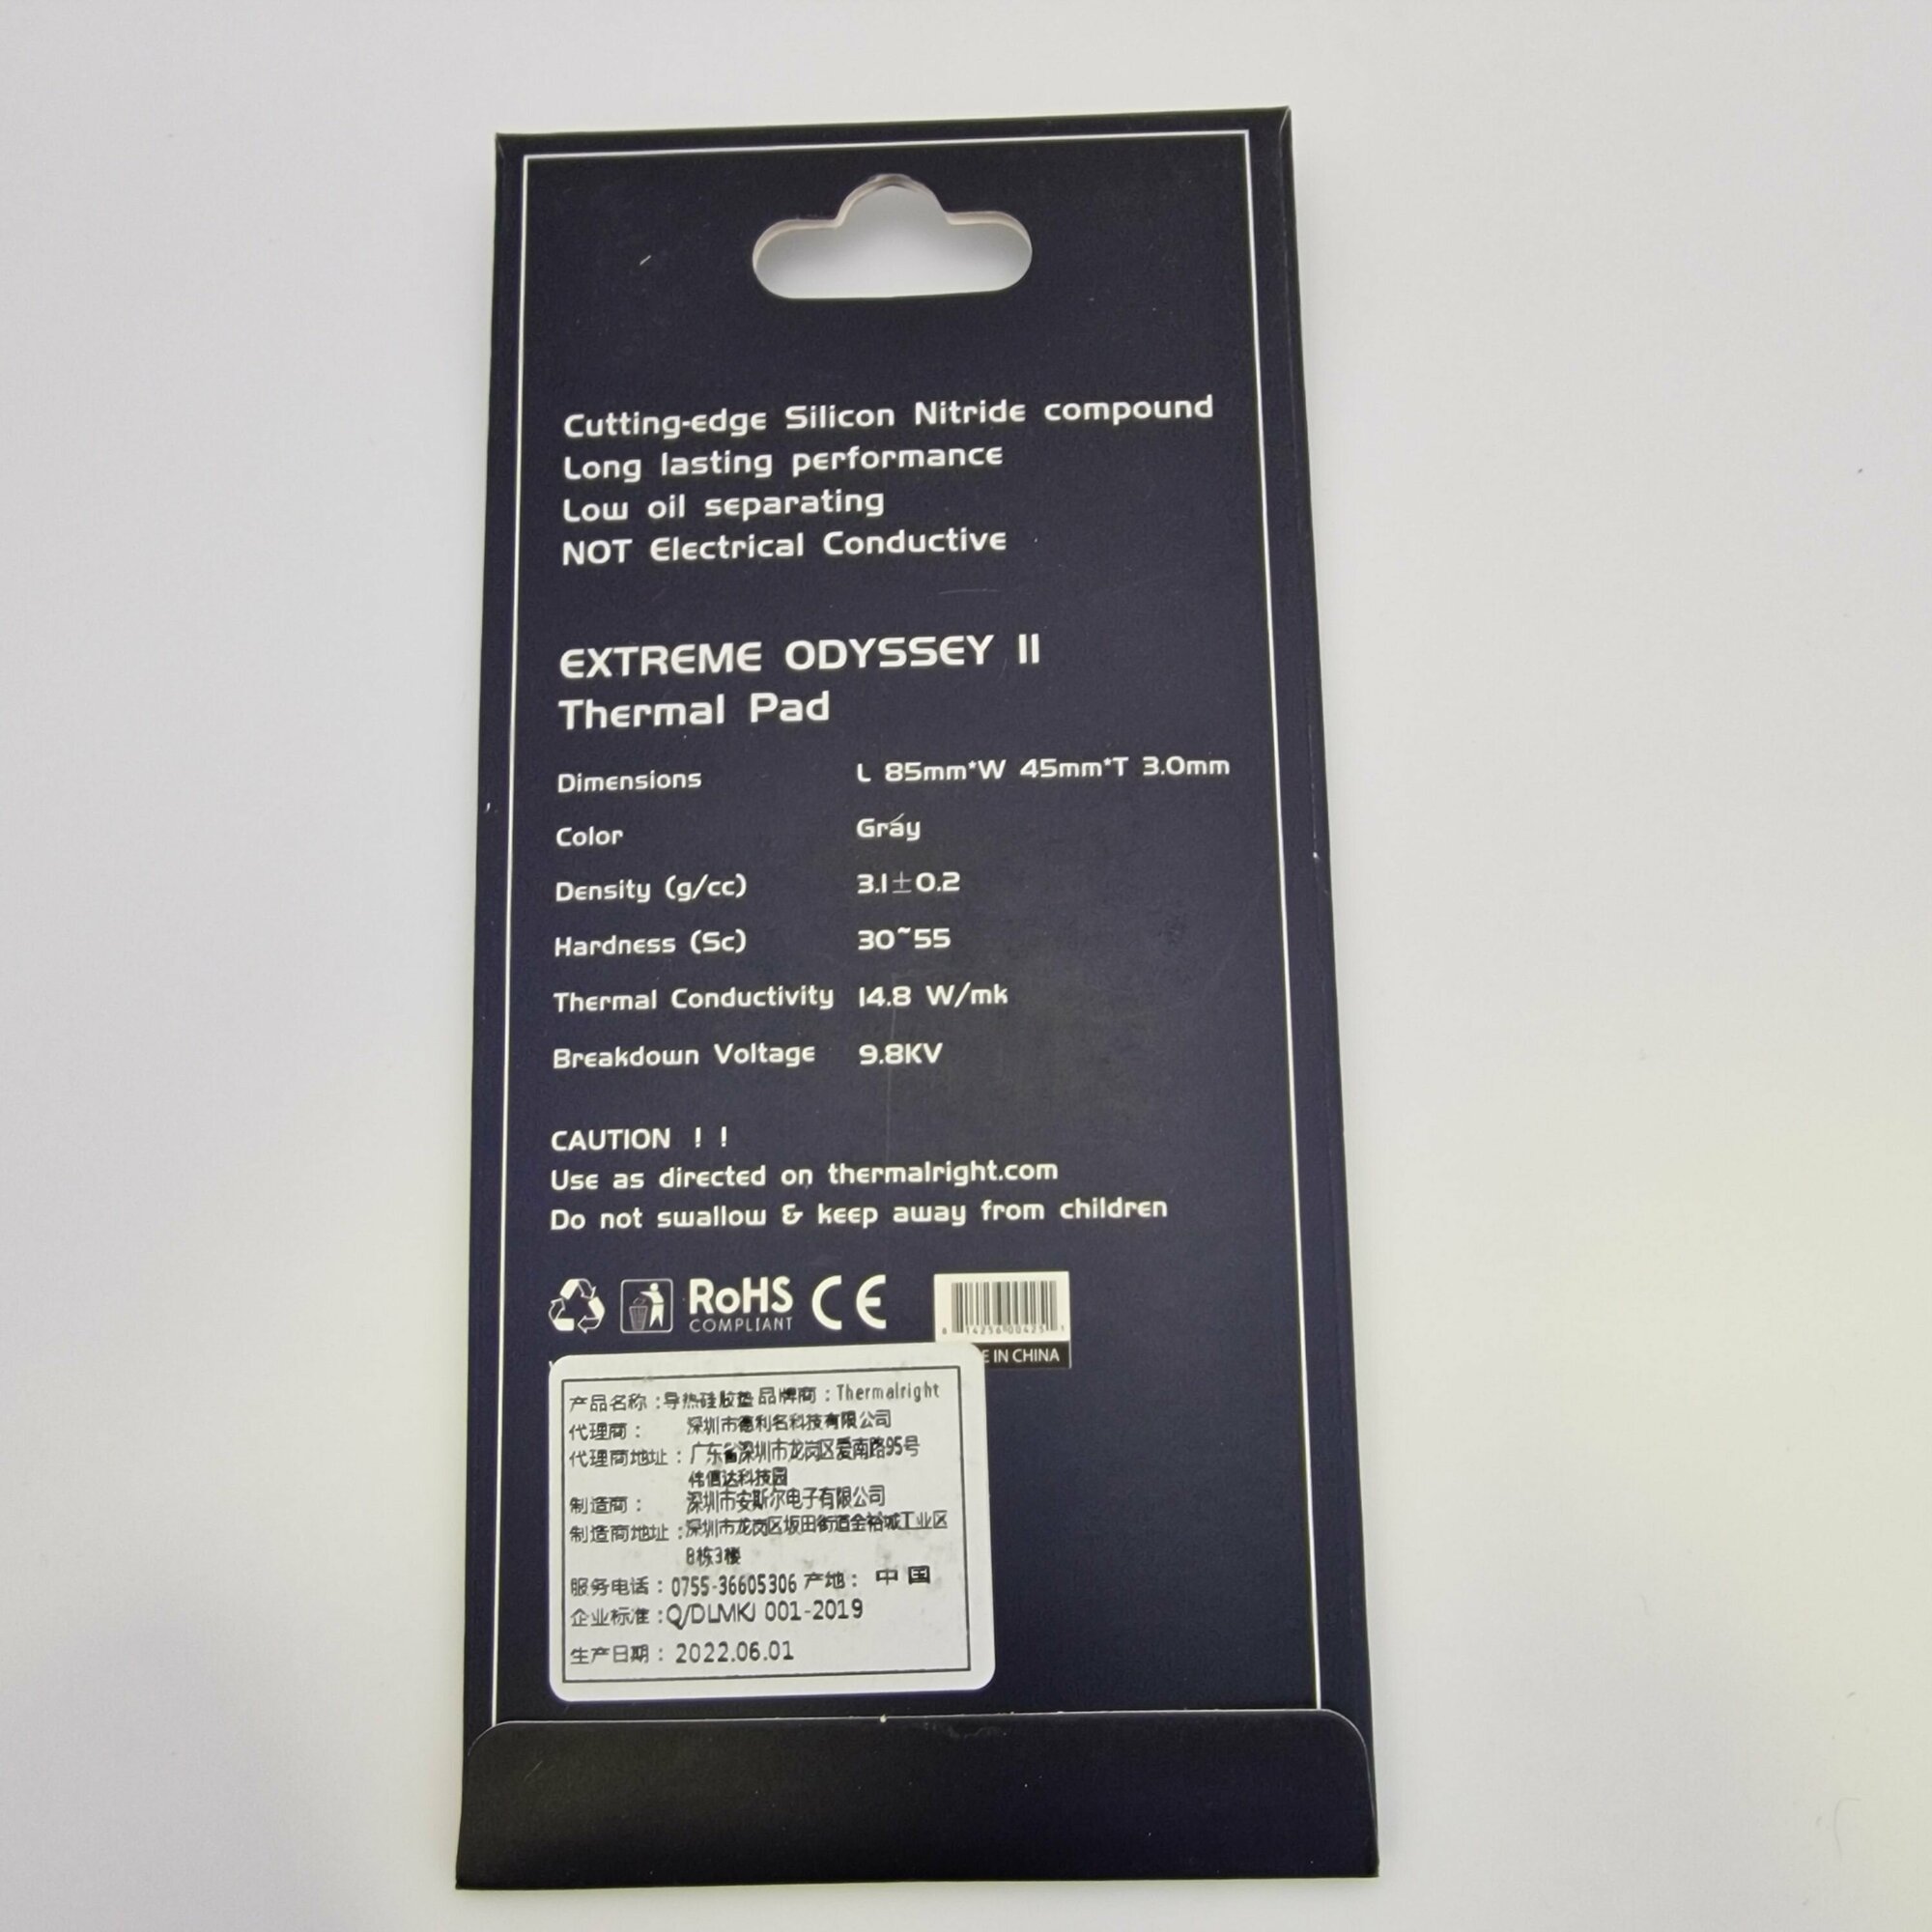 Cutting-edge Silicon Nitride compound
Long lasting performance
Low oil separating
NOT Electrical Conductive
EXTREME ODYSSEY II
Thermal Pad
Dimensions L 85mm*W 45mm*T 3.0mm
Color Gray
Density (g/cc) 3.1±0.2
Hardness (Sc) 30~55
Thermal Conductivity 14.8 W/mk
Breakdown Voltage 9.8KV
CAUTION ! !
Use as directed on thermalright.com
Do not swallow & keep away from children
RoHS
COMPLIANT
CE
E IN CHINA
产品名称：导热硅胶垫 品牌商：Thermalright
代理商： 深圳市德利名科技有限公司
代理商地址：广东省深圳市龙岗区爱南路95号
伟信达科技园
制造商： 深圳市安斯尔电子有限公司
制造商地址：深圳市龙岗区坂田街道金裕城工业区
B栋3楼
服务电话：0755-36605306 产地： 中国
企业标准：Q/DLMKJ 001-2019
生产日期：2022.06.01